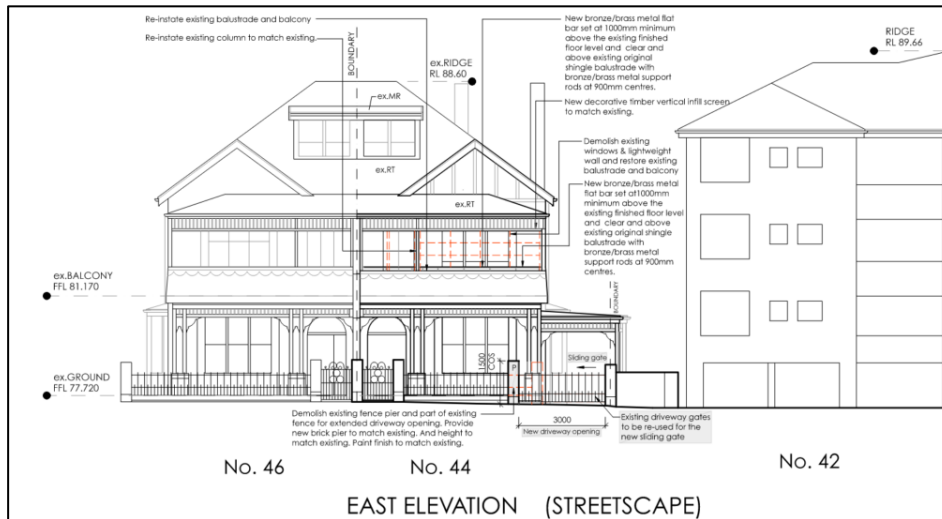 Re-instate existing balustrade and balcony
Re-instate existing column to match existing.
BOUNDARY
ex.RIDGE
RL 88.60
ex.MR
ex.RT
ex.RT
New bronze/brass metal flat
bar set at 1000mm minimum
above the existing finished
floor level and clear and
above existing original
shingle balustrade with
bronze/brass metal support
rods at 900mm centres.
New decorative timber vertical infill screen
to match existing.
Demolish existing
windows & lightweight
wall and restore existing
balustrade and balcony
New bronze/brass metal
flat bar set at1000mm
minimum above the
existing finished floor level
and clear and above
existing original shingle
balustrade with
bronze/brass metal
support rods at 900mm
centres.
RIDGE
RL 89.66
ex.BALCONY
FFL 81.170
BOUNDARY
ex.GROUND
FFL 77.720
1500
COS
P
Sliding gate
Demolish existing fence pier and part of existing
fence for extended driveway opening. Provide
new brick pier to match existing. And height to
match existing. Paint finish to match existing.
3000
New driveway opening
Existing driveway gates
to be re-used for the
new sliding gate
No. 46
No. 44
No. 42
EAST ELEVATION (STREETSCAPE)